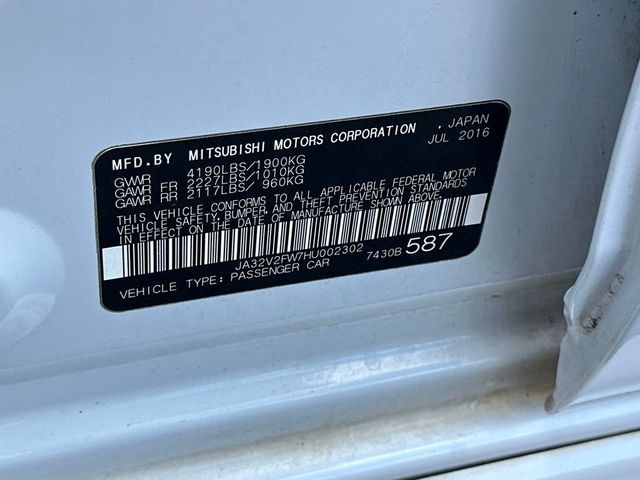 MFD.BY MITSUBISHI MOTORS CORPORATION , JAPAN
JUL 2016
GVWR 4190LBS/1900KG
GAWR FR 2227LBS/1010KG
GAWR RR 2117LBS/ 960KG
THIS VEHICLE CONFORMS TO ALL APPLICABLE FEDERAL MOTOR
VEHICLE SAFETY, BUMPER, AND THEFT PREVENTION STANDARDS
IN EFFECT ON THE DATE OF MANUFACTURE SHOWN ABOVE.
JA32V2FW7HU002302 7430B 587
VEHICLE TYPE: PASSENGER CAR